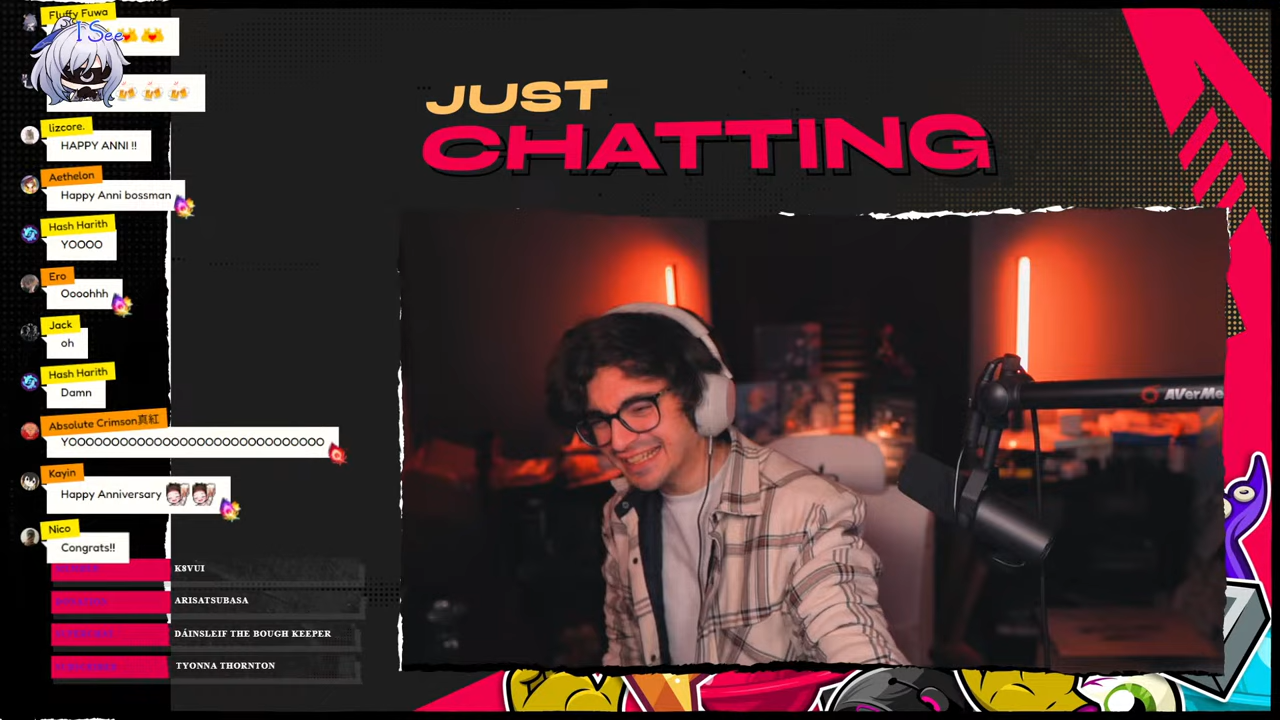 Fluffy Fuwa
I See
lizcore.
HAPPY ANNI !!
Aethelon
Happy Anni bossman
Hash Harith
YOOOO
Ero
Oooohhh
Jack
oh
Hash Harith
Damn
Absolute Crimson真紅
YOOOOOOOOOOOOOOOOOOOOOOOOOOOOOO
Kayin
Happy Anniversary
Nico
Congrats!!
K8VUI
ARISATSUBASA
DÁINSLEIF THE BOUGH KEEPER
TYONNA THORNTON
JUST
CHATTING
AVerMe